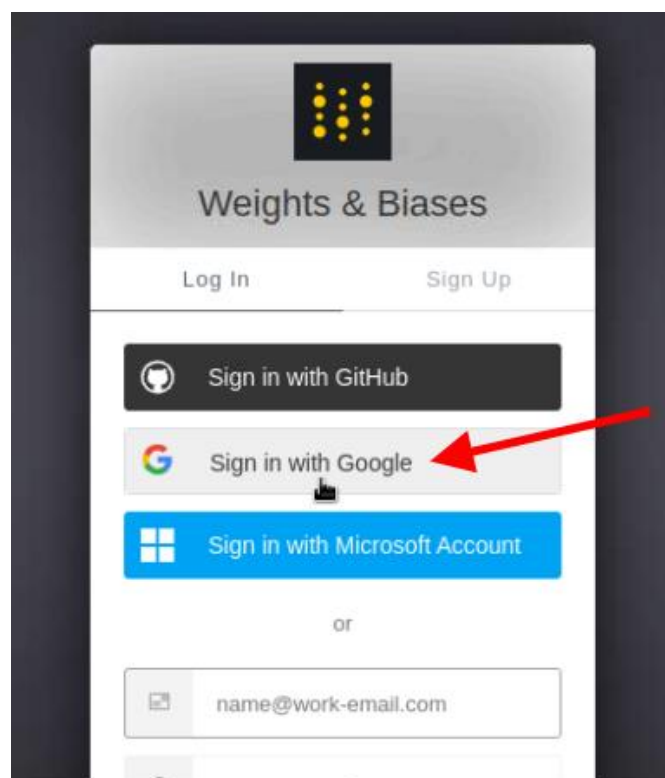 Weights & Biases
Log In Sign Up
Sign in with GitHub
Sign in with Google
Sign in with Microsoft Account
or
name@work-email.com